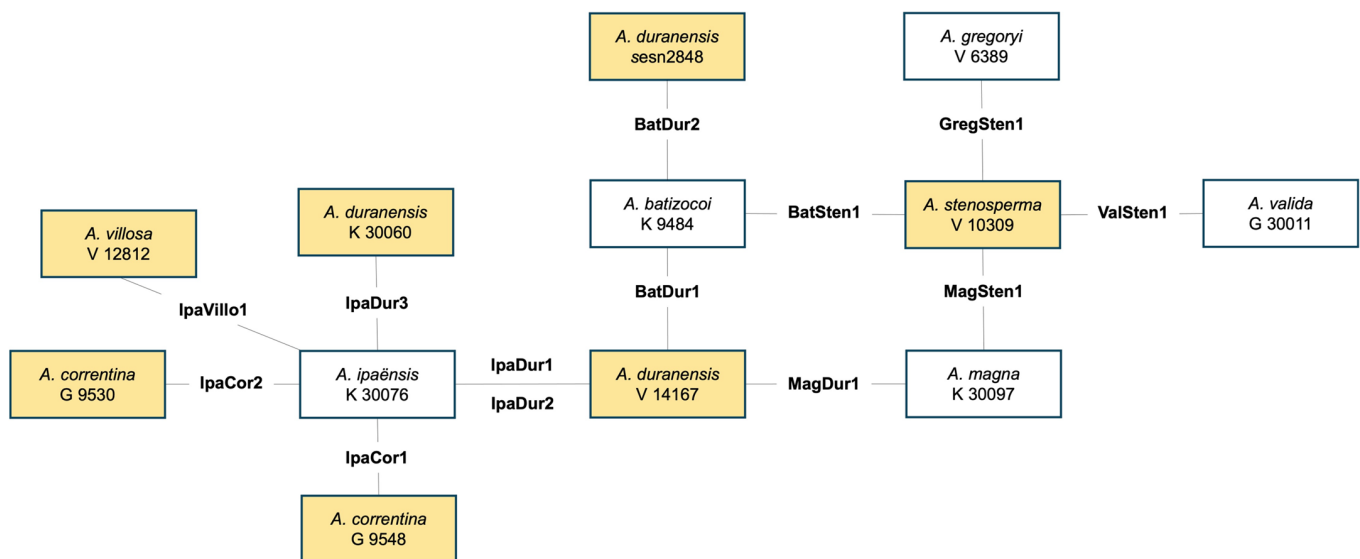 A. duranensis
sesn2848
A. gregoryi
V 6389
BatDur2
GregSten1
A. villosa
V 12812
A. duranensis
K 30060
A. batizocoi
K 9484
BatSten1
A. stenosperma
V 10309
ValSten1
A. valida
G 30011
IpaVillo1
IpaDur3
BatDur1
MagSten1
A. correntina
G 9530
IpaCor2
A. ipaënsis
K 30076
IpaDur1
IpaDur2
A. duranensis
V 14167
MagDur1
A. magna
K 30097
IpaCor1
A. correntina
G 9548